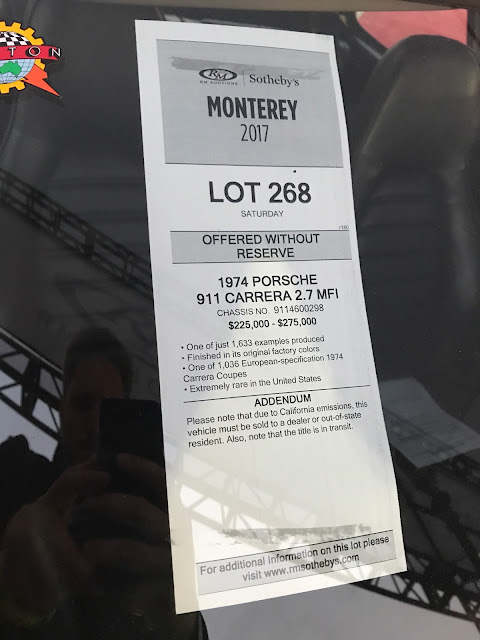 TON
RM | Sotheby's
RM AUCTIONS
MONTEREY
2017
LOT 268
SATURDAY
OFFERED WITHOUT
RESERVE
1974 PORSCHE
911 CARRERA 2.7 MFI
CHASSIS NO. 9114600298
$225,000 - $275,000
• One of just 1,633 examples produced
• Finished in its original factory colors
• One of 1,036 European-specification 1974
Carrera Coupes
• Extremely rare in the United States
ADDENDUM
Please note that due to California emissions, this
vehicle must be sold to a dealer or out-of-state
resident. Also, note that the title is in transit.
For additional information on this lot please
visit www.rmsothebys.com